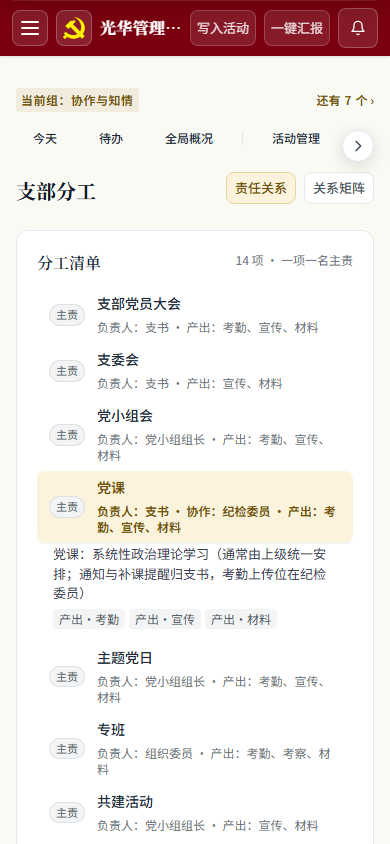 光华管理…
写入活动
一键汇报
当前组：协作与知情
还有 7 个 ›
今天
待办
全局概况
活动管理
支部分工
责任关系
关系矩阵
分工清单
14 项 · 一项一名主责
主责
支部党员大会
负责人：支书 · 产出：考勤、宣传、材料
主责
支委会
负责人：支书 · 产出：宣传、材料
主责
党小组会
负责人：党小组组长 · 产出：考勤、宣传、
材料
主责
党课
负责人：支书 · 协作：纪检委员 · 产出：考
勤、宣传、材料
党课：系统性政治理论学习（通常由上级统一安
排；通知与补课提醒归支书，考勤上传位在纪检
委员）
产出·考勤
产出·宣传
产出·材料
主责
主题党日
负责人：党小组组长 · 产出：考勤、宣传、
材料
主责
专班
负责人：组织委员 · 产出：考勤、考察、材
料
主责
共建活动
负责人：党小组组长 · 产出：宣传、材料